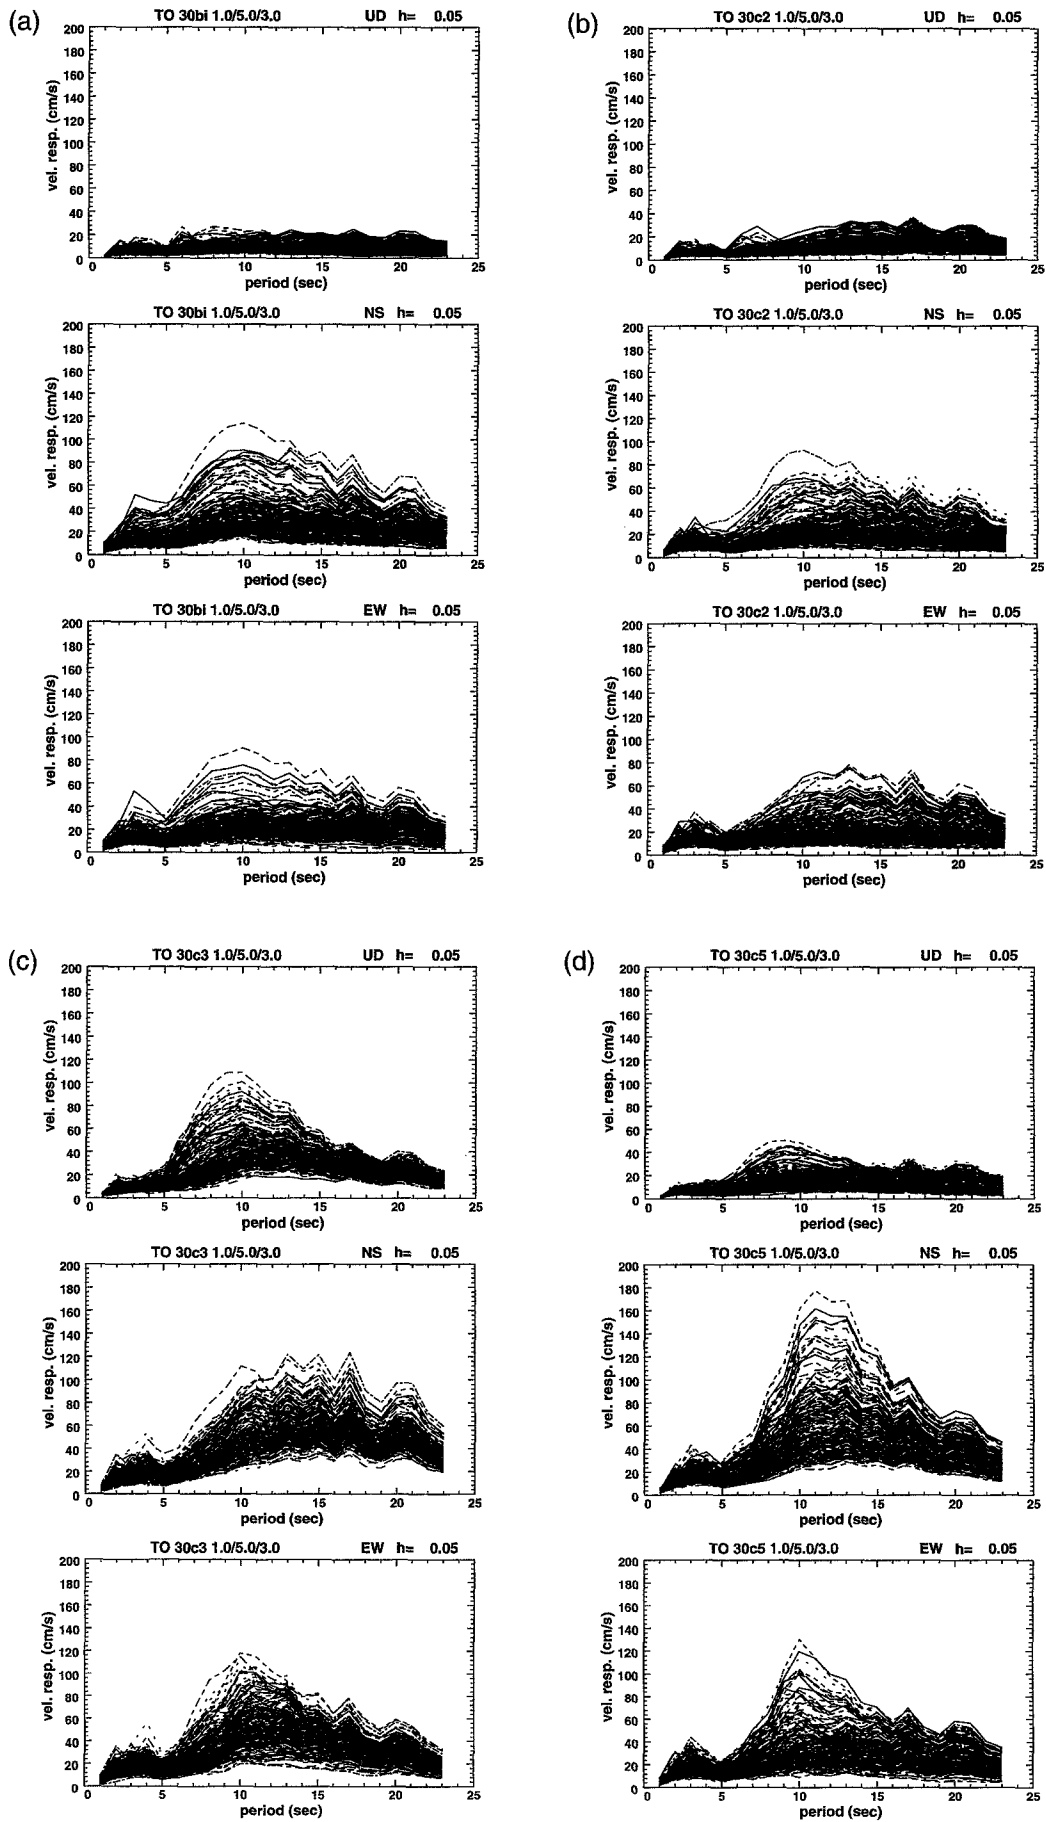 (a)
TO 30bi 1.0/5.0/3.0 UD h= 0.05
vel. resp. (cm/s)
200
180
160
140
120
100
80
60
40
20
0
0 5 10 15 20 25
period (sec)
TO 30bi 1.0/5.0/3.0 NS h= 0.05
vel. resp. (cm/s)
200
180
160
140
120
100
80
60
40
20
0
0 5 10 15 20 25
period (sec)
TO 30bi 1.0/5.0/3.0 EW h= 0.05
vel. resp. (cm/s)
200
180
160
140
120
100
80
60
40
20
0
0 5 10 15 20 25
period (sec)
(b)
TO 30c2 1.0/5.0/3.0 UD h= 0.05
vel. resp. (cm/s)
200
180
160
140
120
100
80
60
40
20
0
0 5 10 15 20 25
period (sec)
TO 30c2 1.0/5.0/3.0 NS h= 0.05
vel. resp. (cm/s)
200
180
160
140
120
100
80
60
40
20
0
0 5 10 15 20 25
period (sec)
TO 30c2 1.0/5.0/3.0 EW h= 0.05
vel. resp. (cm/s)
200
180
160
140
120
100
80
60
40
20
0
0 5 10 15 20 25
period (sec)
(c)
TO 30c3 1.0/5.0/3.0 UD h= 0.05
vel. resp. (cm/s)
200
180
160
140
120
100
80
60
40
20
0
0 5 10 15 20 25
period (sec)
TO 30c3 1.0/5.0/3.0 NS h= 0.05
vel. resp. (cm/s)
200
180
160
140
120
100
80
60
40
20
0
0 5 10 15 20 25
period (sec)
TO 30c3 1.0/5.0/3.0 EW h= 0.05
vel. resp. (cm/s)
200
180
160
140
120
100
80
60
40
20
0
0 5 10 15 20 25
period (sec)
(d)
TO 30c5 1.0/5.0/3.0 UD h= 0.05
vel. resp. (cm/s)
200
180
160
140
120
100
80
60
40
20
0
0 5 10 15 20 25
period (sec)
TO 30c5 1.0/5.0/3.0 NS h= 0.05
vel. resp. (cm/s)
200
180
160
140
120
100
80
60
40
20
0
0 5 10 15 20 25
period (sec)
TO 30c5 1.0/5.0/3.0 EW h= 0.05
vel. resp. (cm/s)
200
180
160
140
120
100
80
60
40
20
0
0 5 10 15 20 25
period (sec)